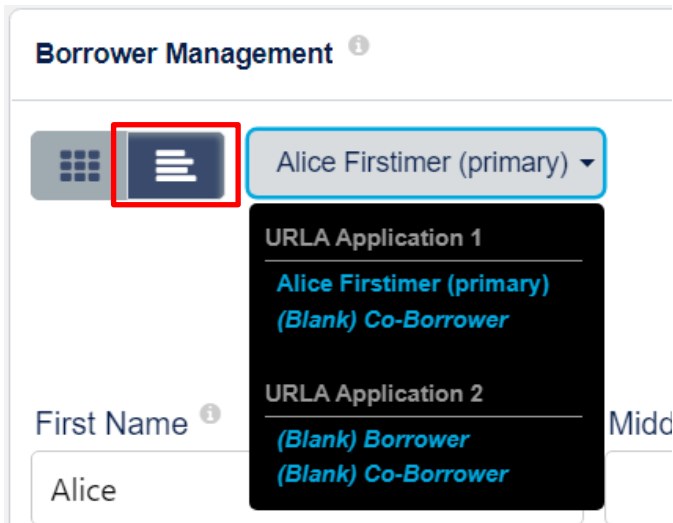 Borrower Management
Alice Firstimer (primary)
URLA Application 1
Alice Firstimer (primary)
(Blank) Co-Borrower
URLA Application 2
(Blank) Borrower
(Blank) Co-Borrower
First Name
Alice